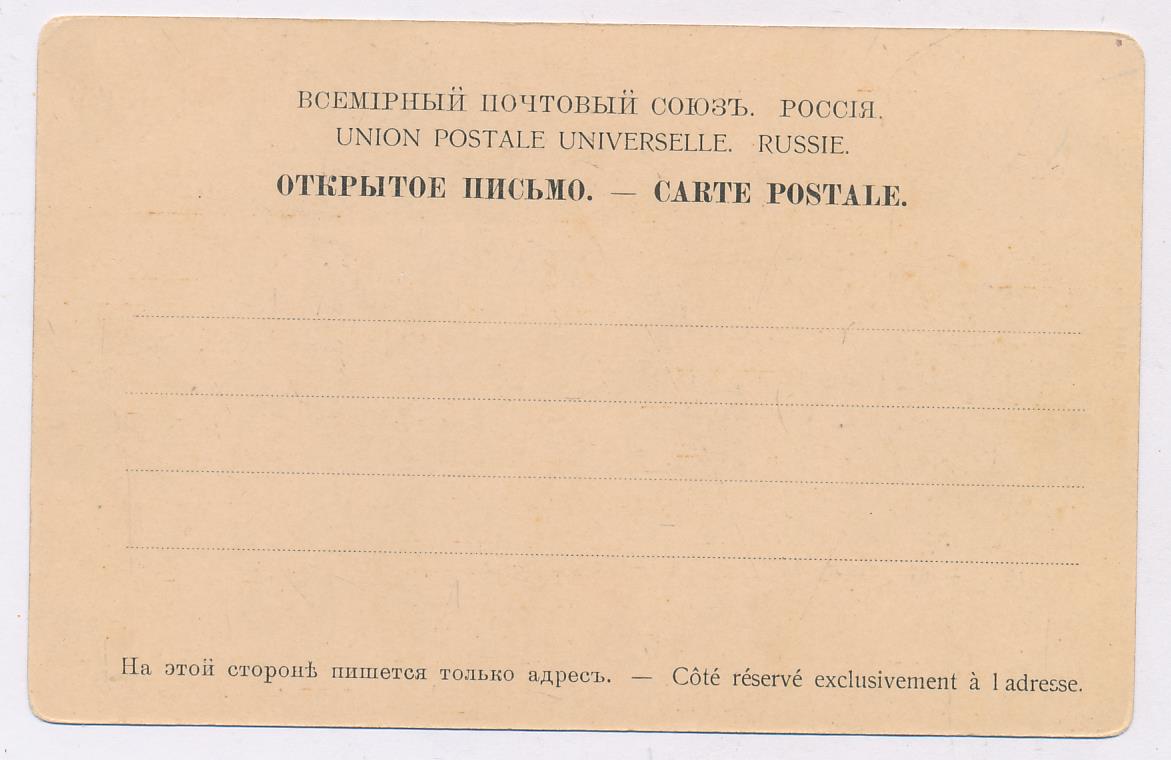 ВСЕМІРНЫЙ ПОЧТОВЫЙ СОЮЗЪ. РОССІЯ.
UNION POSTALE UNIVERSELLE. RUSSIE.
ОТКРЫТОЕ ПИСЬМО. — CARTE POSTALE.
На этой сторонѣ пишется только адресъ. — Côté réservé exclusivement à l adresse.